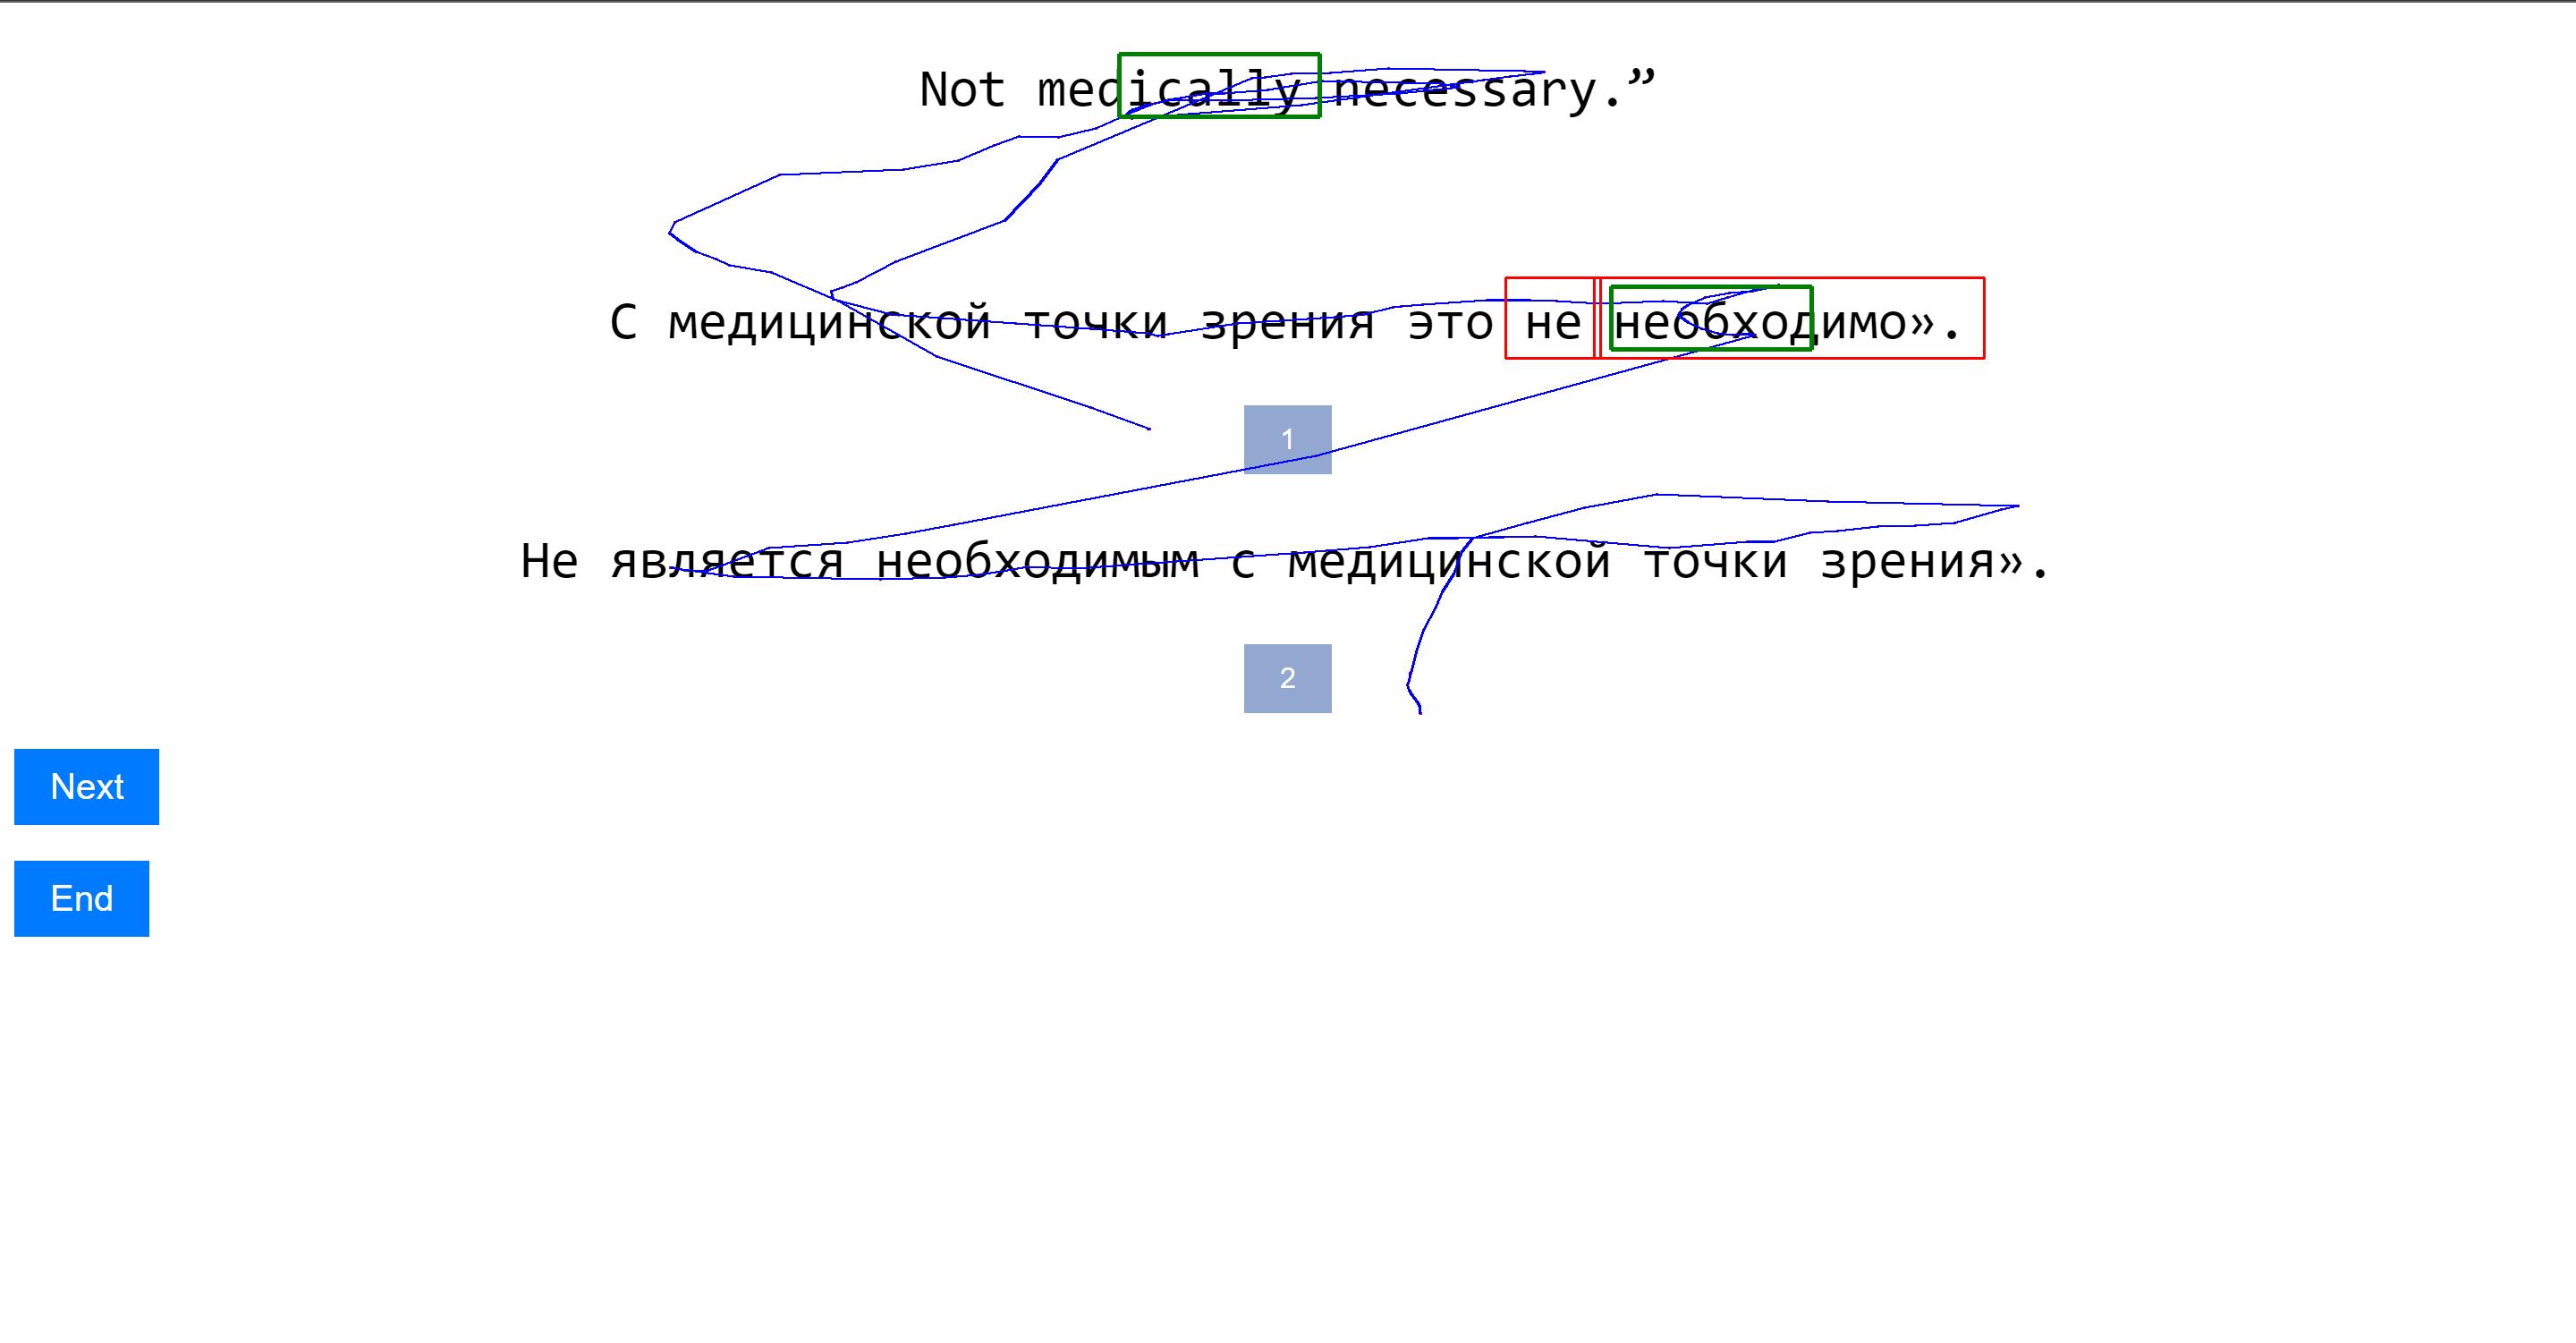 Not medically necessary.”
С медицинской точки зрения это не необходимо».
1
Не является необходимым с медицинской точки зрения».
2
Next
End